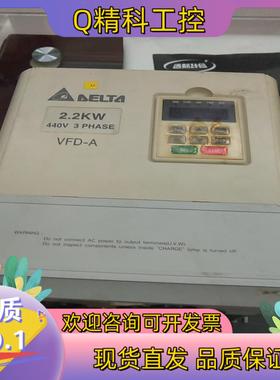 Q精科工控
DELTA
2.2KW
440V 3 PHASE
VFD-A
WARNING :
Do not connect AC power to output terminals(U.V.W).
Do not inspect components unless inside "CHARGE" lamp is turned off.
质
0.1
欢迎咨询可开发票
现货直发 品质保证